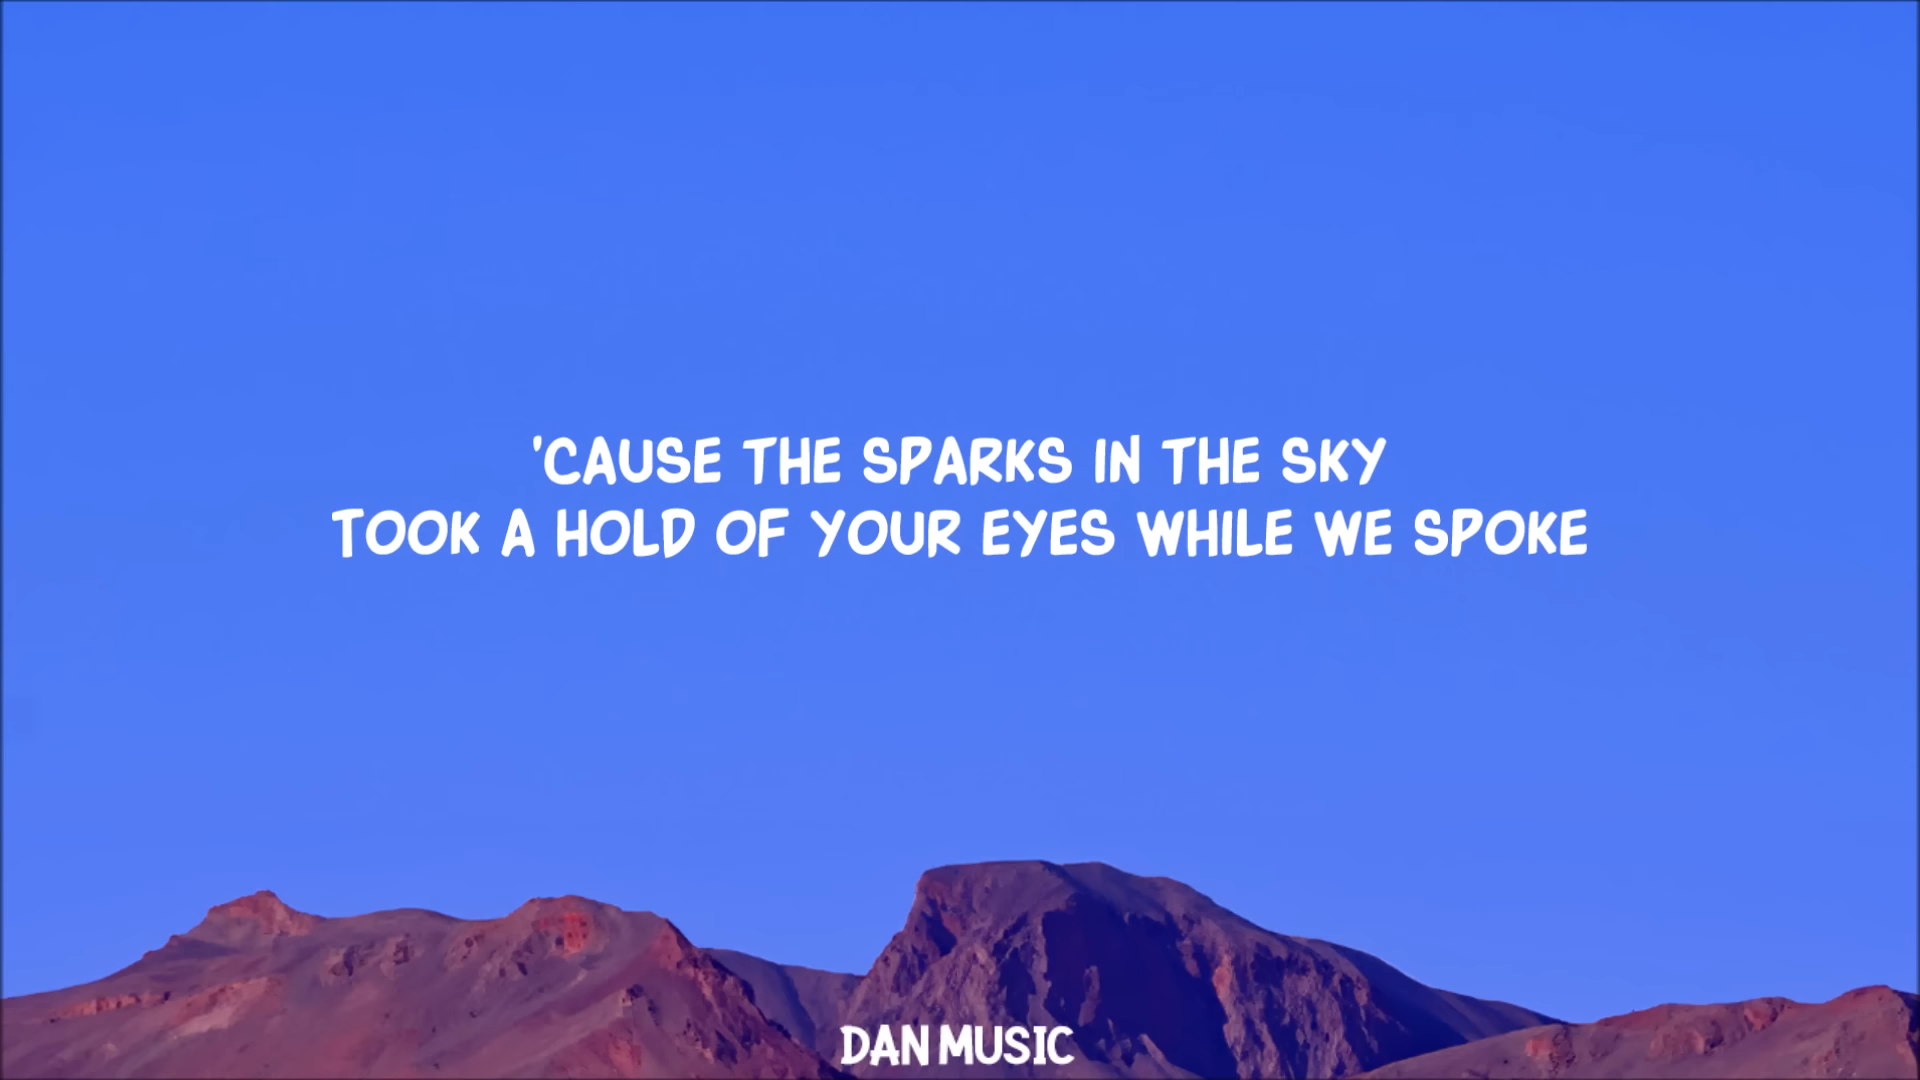 'CAUSE THE SPARKS IN THE SKY
TOOK A HOLD OF YOUR EYES WHILE WE SPOKE
DAN MUSIC